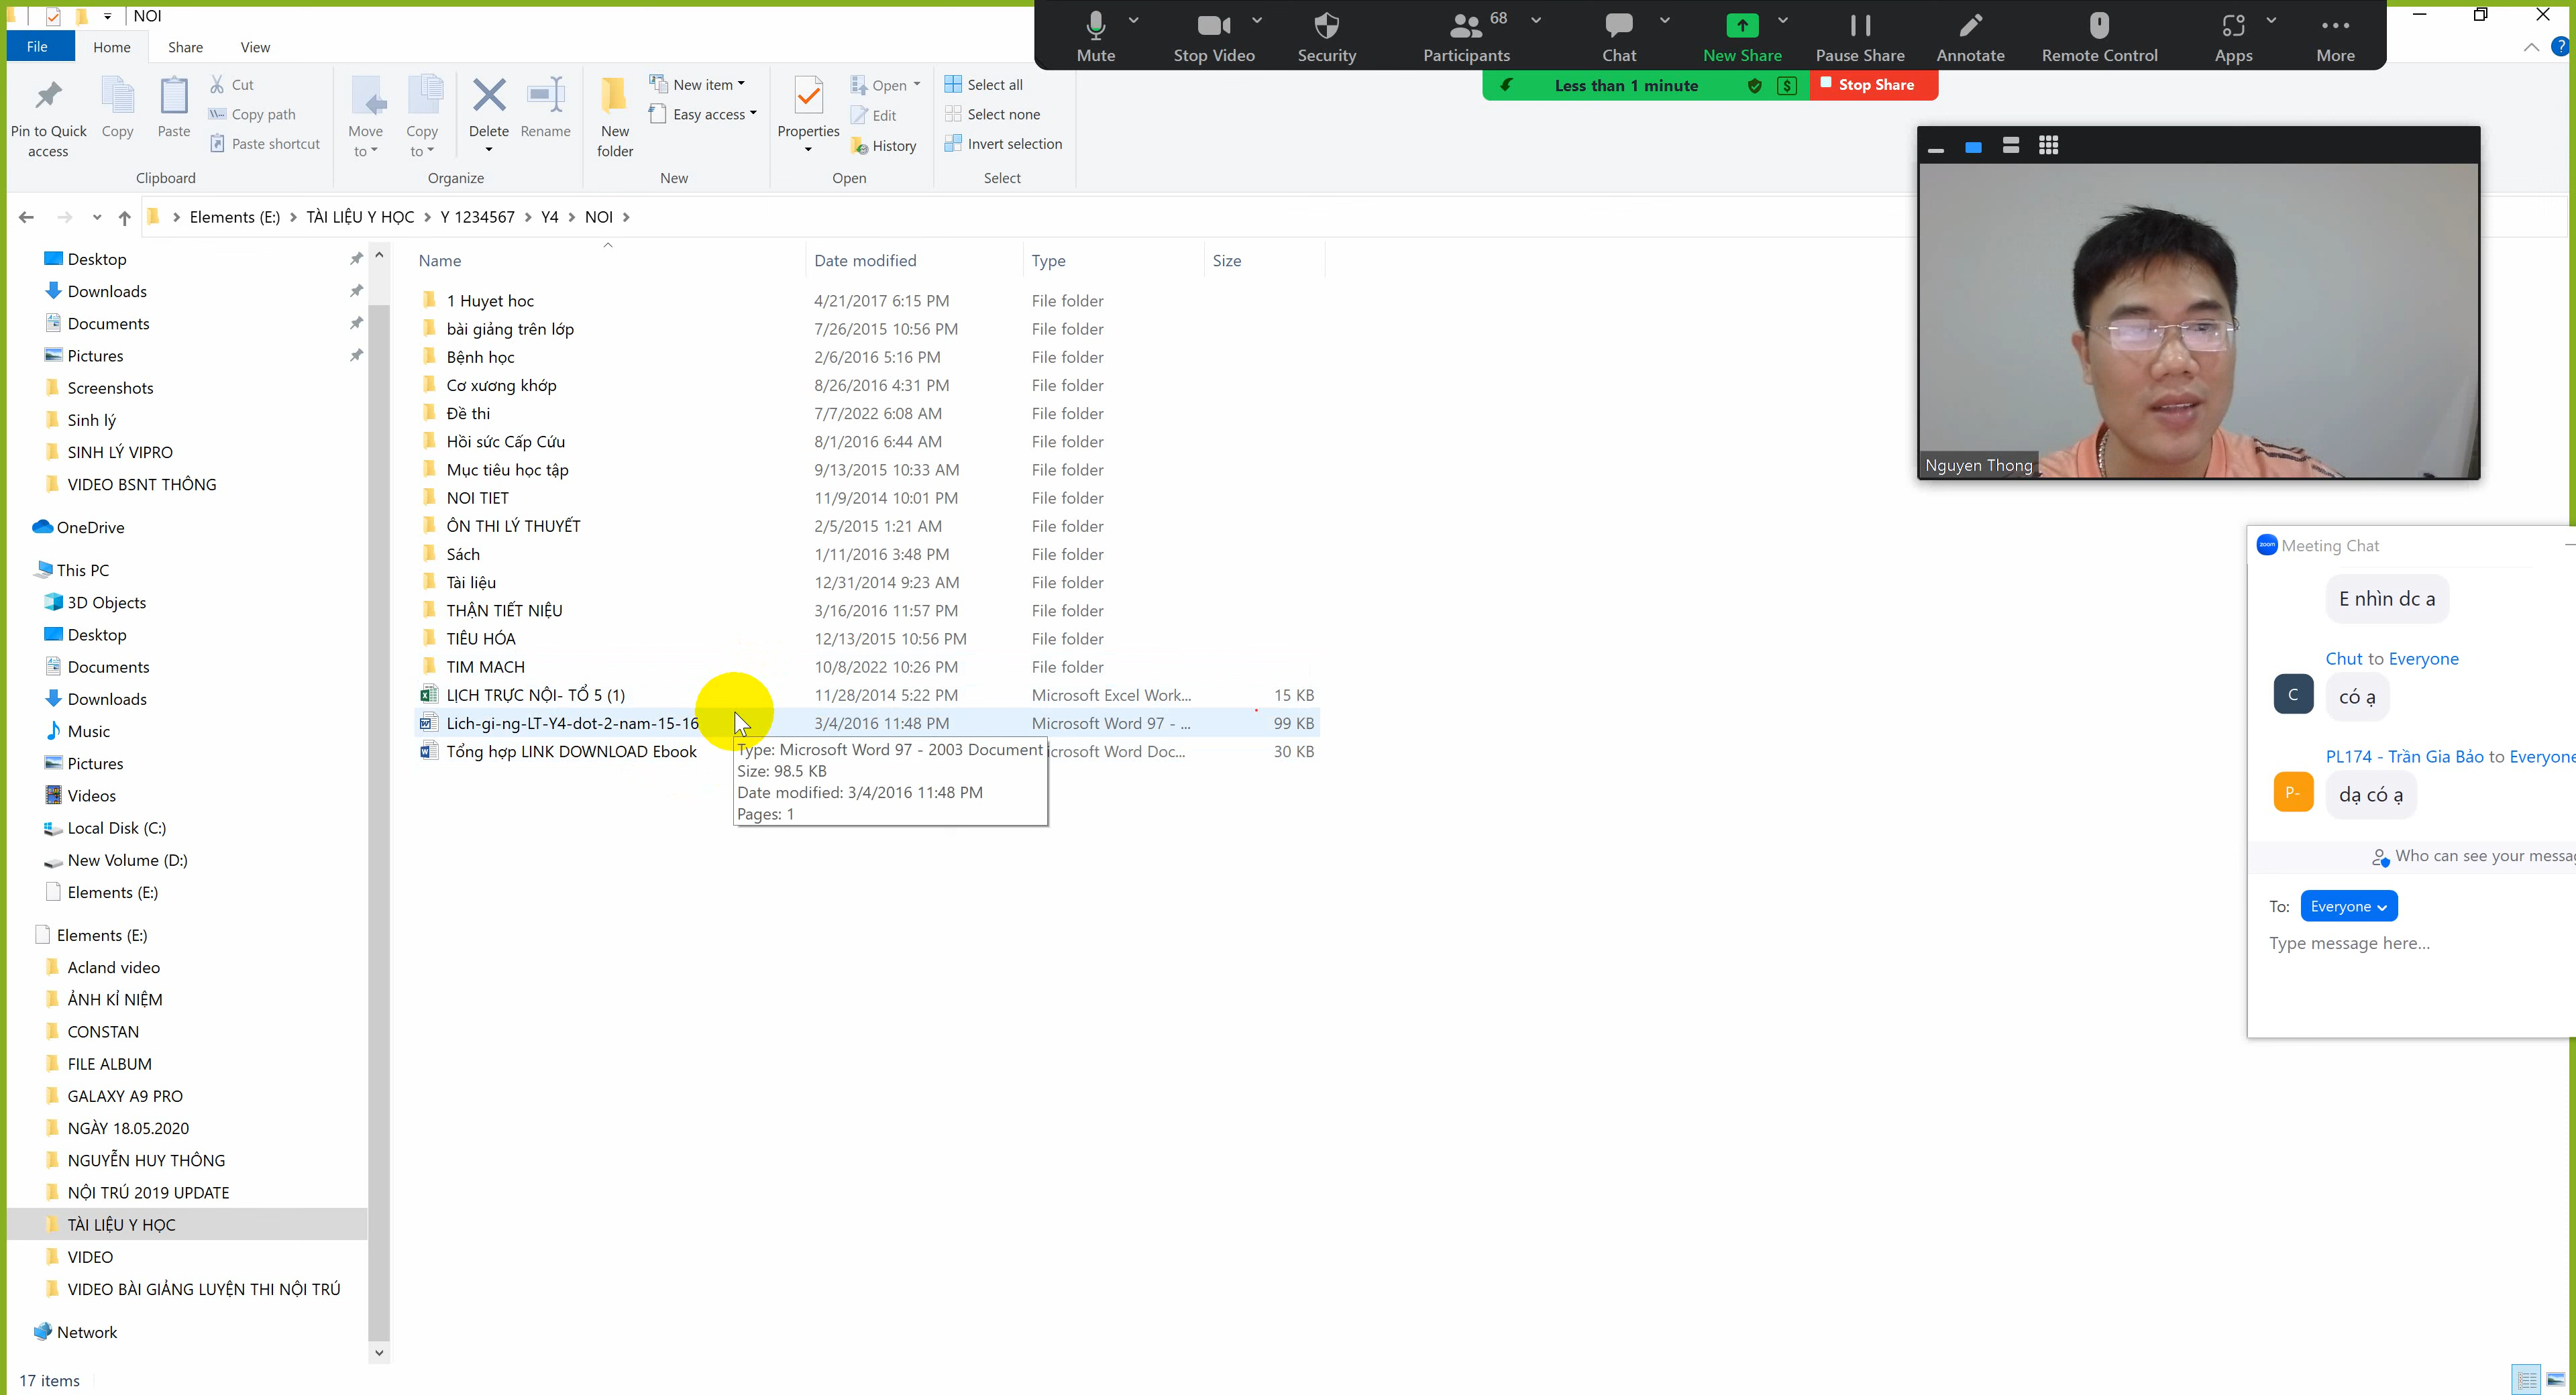 NOI
File Home Share View
Mute Stop Video Security Participants 68 Chat New Share Pause Share Annotate Remote Control Apps More
Less than 1 minute Stop Share
Pin to Quick access
Copy
Paste
Cut
Copy path
Paste shortcut
Clipboard
Move to
Copy to
Delete
Rename
Organize
New folder
New item
Easy access
New
Properties
Open
Edit
History
Open
Select all
Select none
Invert selection
Select
Elements (E:) TÀI LIỆU Y HỌC Y 1234567 Y4 NOI
Desktop
Downloads
Documents
Pictures
Screenshots
Sinh lý
SINH LÝ VIPRO
VIDEO BSNT THÔNG
OneDrive
This PC
3D Objects
Desktop
Documents
Downloads
Music
Pictures
Videos
Local Disk (C:)
New Volume (D:)
Elements (E:)
Elements (E:)
Acland video
ẢNH KỈ NIỆM
CONSTAN
FILE ALBUM
GALAXY A9 PRO
NGÀY 18.05.2020
NGUYỄN HUY THÔNG
NỘI TRÚ 2019 UPDATE
TÀI LIỆU Y HỌC
VIDEO
VIDEO BÀI GIẢNG LUYỆN THI NỘI TRÚ
Network
17 items
Name Date modified Type Size
1 Huyet hoc 4/21/2017 6:15 PM File folder
bài giảng trên lớp 7/26/2015 10:56 PM File folder
Bệnh học 2/6/2016 5:16 PM File folder
Cơ xương khớp 8/26/2016 4:31 PM File folder
Đề thi 7/7/2022 6:08 AM File folder
Hồi sức Cấp Cứu 8/1/2016 6:44 AM File folder
Mục tiêu học tập 9/13/2015 10:33 AM File folder
NOI TIET 11/9/2014 10:01 PM File folder
ÔN THI LÝ THUYẾT 2/5/2015 1:21 AM File folder
Sách 1/11/2016 3:48 PM File folder
Tài liệu 12/31/2014 9:23 AM File folder
THẬN TIẾT NIỆU 3/16/2016 11:57 PM File folder
TIÊU HÓA 12/13/2015 10:56 PM File folder
TIM MACH 10/8/2022 10:26 PM File folder
LỊCH TRỰC NỘI- TỔ 5 (1) 11/28/2014 5:22 PM Microsoft Excel Work... 15 KB
Lich-gi-ng-LT-Y4-dot-2-nam-15-16 3/4/2016 11:48 PM Microsoft Word 97 - ... 99 KB
Tổng hợp LINK DOWNLOAD Ebook crosoft Word Doc... 30 KB
Type: Microsoft Word 97 - 2003 Document
Size: 98.5 KB
Date modified: 3/4/2016 11:48 PM
Pages: 1
Nguyen Thong
zoom Meeting Chat
E nhìn dc a
Chut to Everyone
C có ạ
PL174 - Trần Gia Bảo to Everyone
P- dạ có ạ
Who can see your messag
To: Everyone
Type message here...